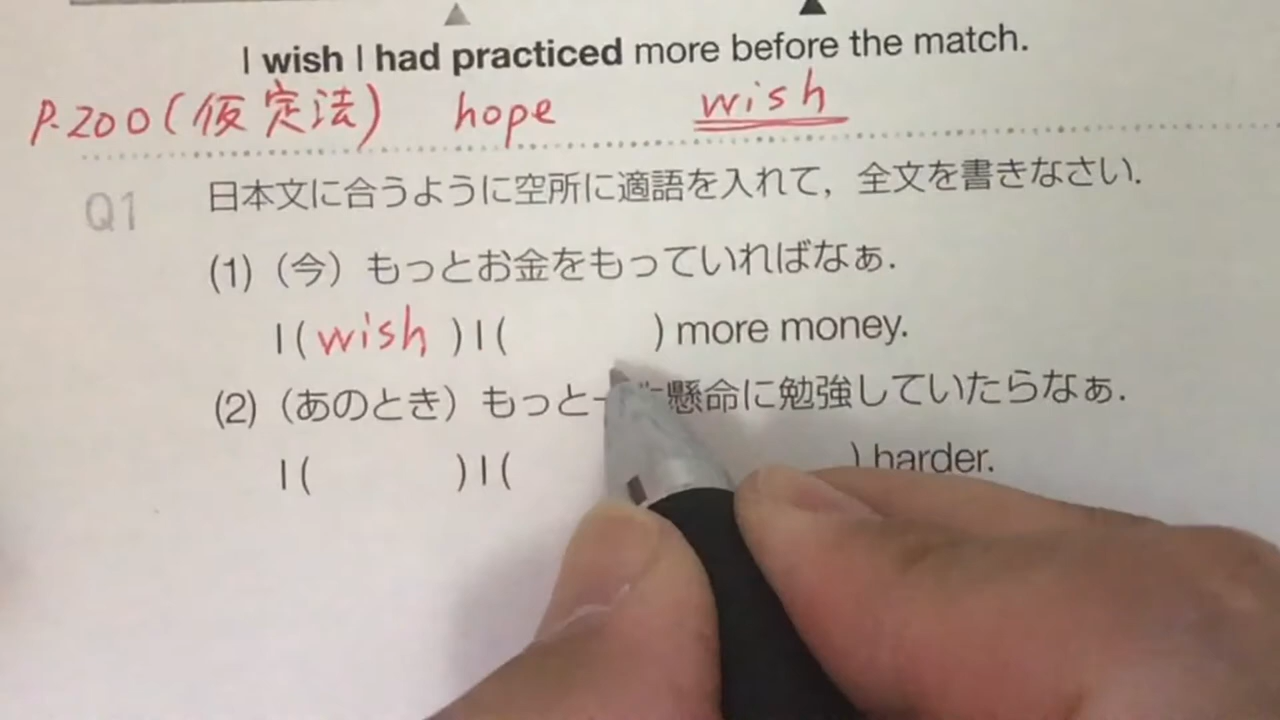 I wish I had practiced more before the match.
P.200(仮定法) hope wish
Q1 日本文に合うように空所に適語を入れて，全文を書きなさい.
(1)（今）もっとお金をもっていればなぁ.
I ( wish ) I ( ) more money.
(2)（あのとき）もっと一 懸命に勉強していたらなぁ.
I ( ) I ( ) harder.